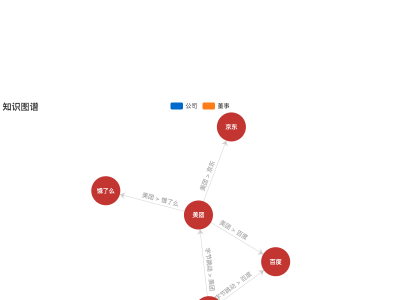 知识图谱
公司
董事
京东
美团 > 京东
饿了么
美团 > 饿了么
美团
美团 > 百度
百度
字节跳动 > 美团
字节跳动 > 百度